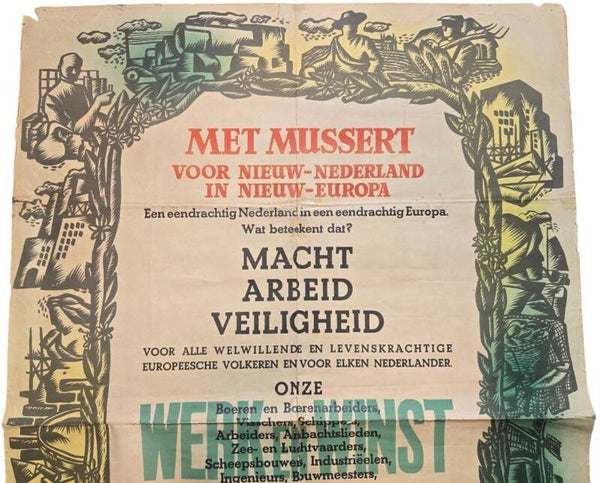 MET MUSSERT
VOOR NIEUW-NEDERLAND
IN NIEUW-EUROPA
Een eendrachtig Nederland in een eendrachtig Europa.
Wat beteekent dat?
MACHT
ARBEID
VEILIGHEID
VOOR ALLE WELWILLENDE EN LEVENSKRACHTIGE
EUROPEESCHE VOLKEREN EN VOOR ELKEN NEDERLANDER.
ONZE
Boeren en Boerenarbeiders,
Visschers, Schippers,
Arbeiders, Ambachtslieden,
Zee- en Luchtvaarders,
Scheepsbouwers, Industrieëlen,
Ingenieurs, Bouwmeesters,